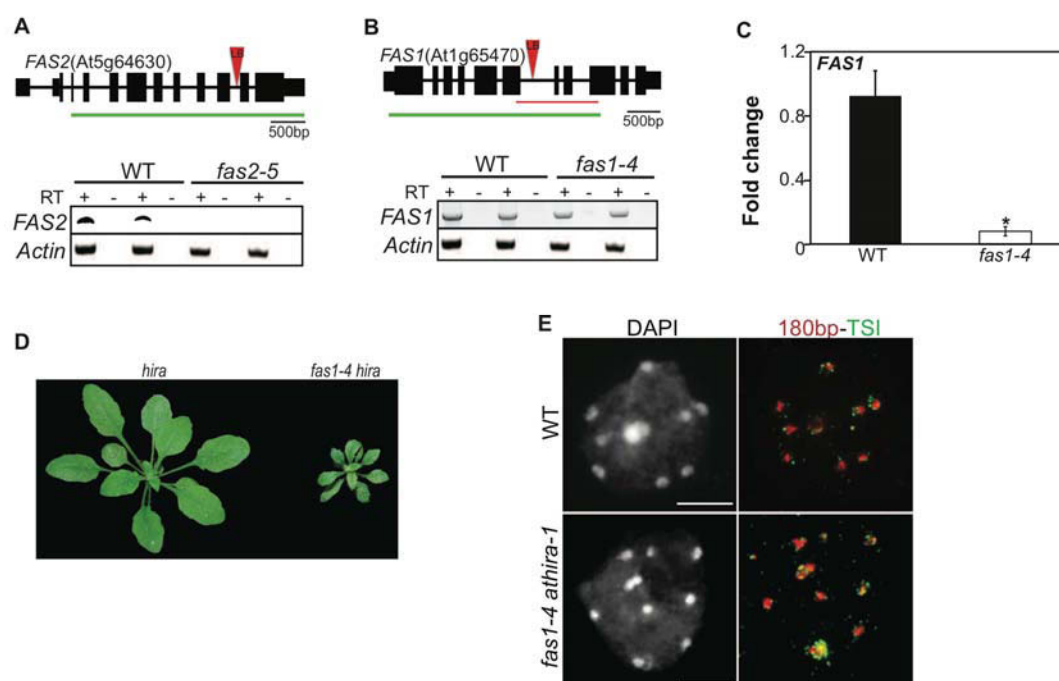 A
FAS2(At5g64630)
LB
500bp
WT fas2-5
RT + - + - + - + -
FAS2
Actin
B
FAS1(At1g65470)
LB
500bp
WT fas1-4
RT + - + - + - + -
FAS1
Actin
C
1.2
FAS1
0.8
0.4
*
0
Fold change
WT fas1-4
D
hira fas1-4 hira
E
DAPI 180bp-TSI
WT
fas1-4 athira-1